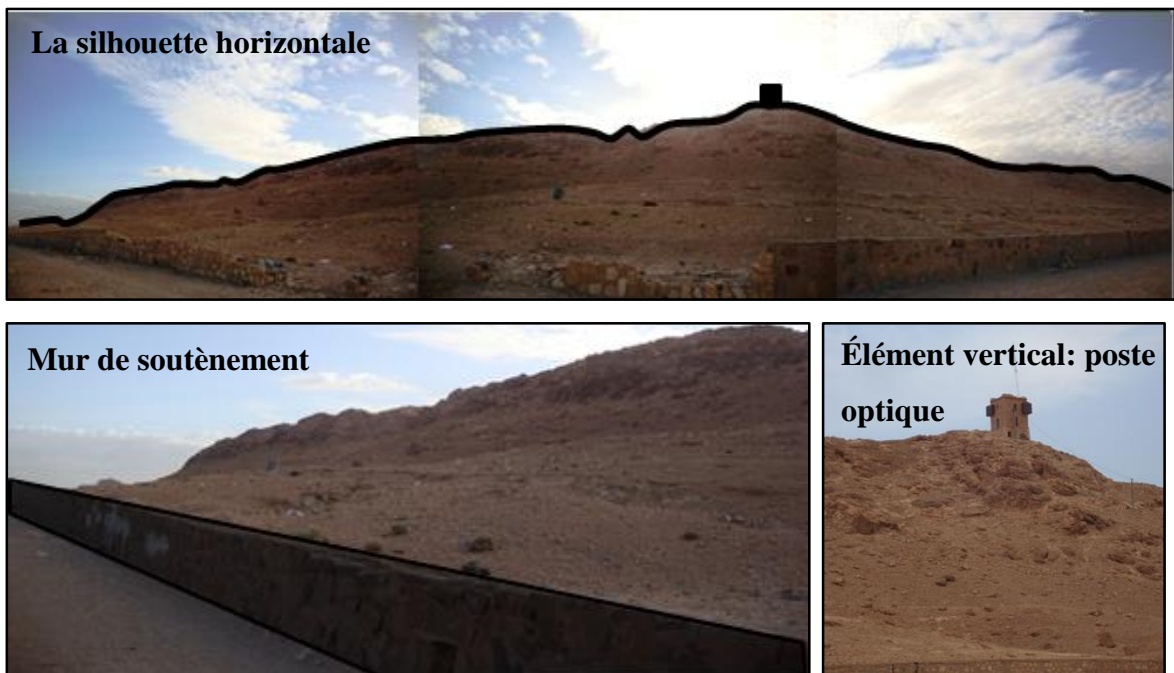 La silhouette horizontale
Mur de soutènement
Élément vertical: poste
optique